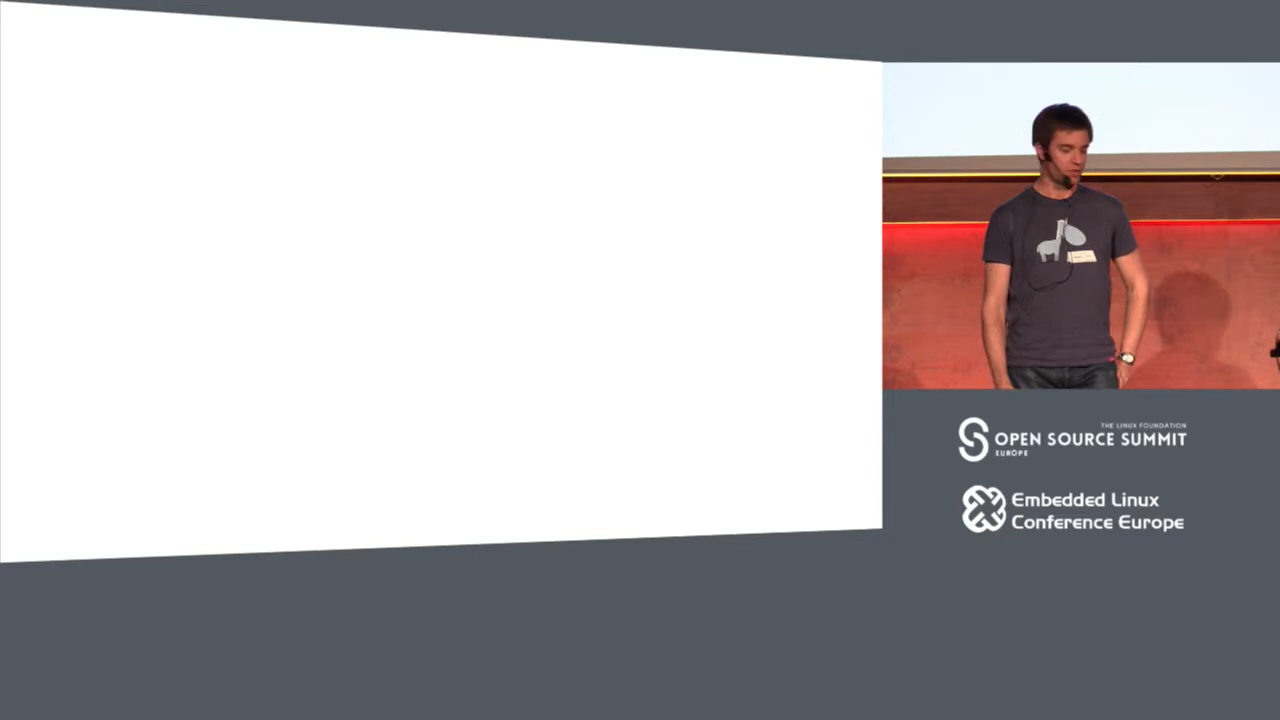 THE LINUX FOUNDATION
OPEN SOURCE SUMMIT
EUROPE
Embedded Linux
Conference Europe